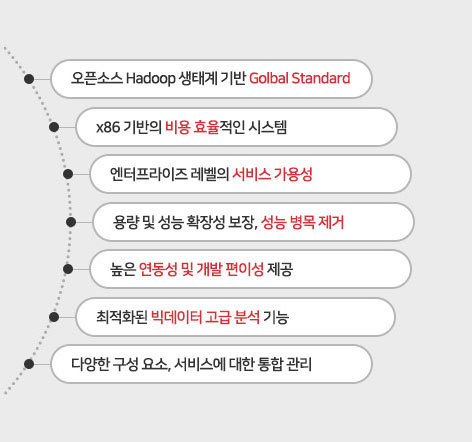 오픈소스 Hadoop 생태계 기반 Golbal Standard
x86 기반의 비용 효율적인 시스템
엔터프라이즈 레벨의 서비스 가용성
용량 및 성능 확장성 보장, 성능 병목 제거
높은 연동성 및 개발 편이성 제공
최적화된 빅데이터 고급 분석 기능
다양한 구성 요소, 서비스에 대한 통합 관리